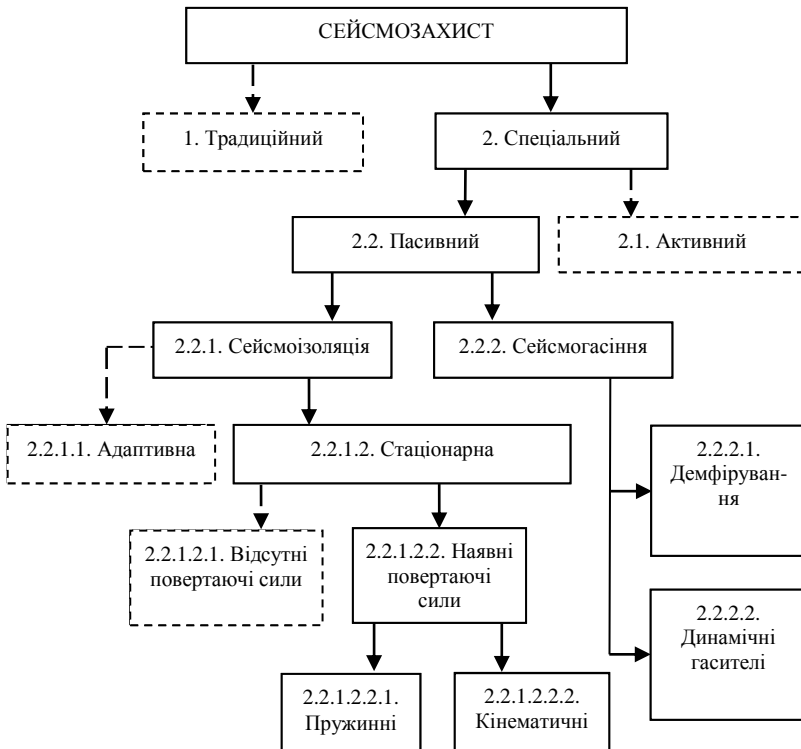 СЕЙСМОЗАХИСТ
1. Традиційний
2. Спеціальний
2.2. Пасивний
2.1. Активний
2.2.1. Сейсмоізоляція
2.2.2. Сейсмогасіння
2.2.1.1. Адаптивна
2.2.1.2. Стаціонарна
2.2.2.1.
Демфіруван-
ня
2.2.1.2.1. Відсутні
повертаючі сили
2.2.1.2.2. Наявні
повертаючі
сили
2.2.2.2.
Динамічні
гасителі
2.2.1.2.2.1.
Пружинні
2.2.1.2.2.2.
Кінематичні